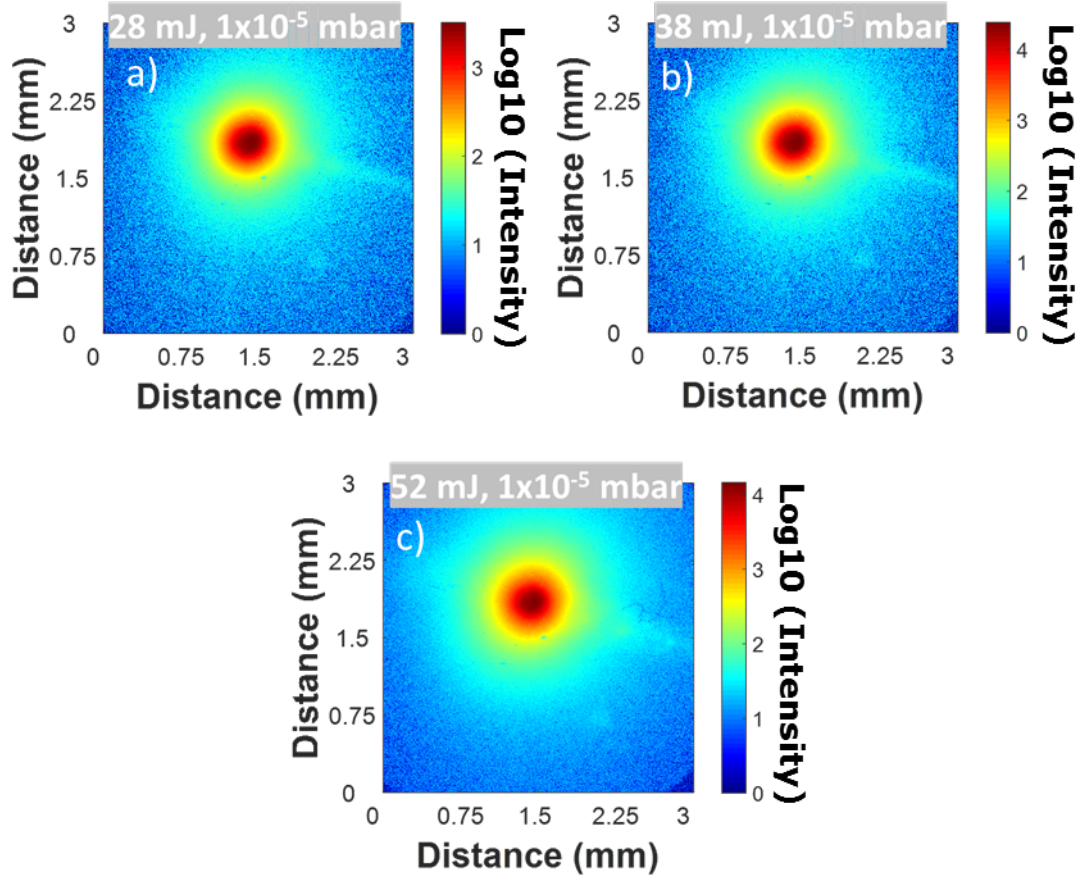 28 mJ, 1x10⁻⁵ mbar
a)
3
2.25
1.5
0.75
0
Distance (mm)
0 0.75 1.5 2.25 3
Distance (mm)
3
2
1
0
Log10 (Intensity)
38 mJ, 1x10⁻⁵ mbar
b)
3
2.25
1.5
0.75
0
Distance (mm)
0 0.75 1.5 2.25 3
Distance (mm)
4
3
2
1
0
Log10 (Intensity)
52 mJ, 1x10⁻⁵ mbar
c)
3
2.25
1.5
0.75
0
Distance (mm)
0 0.75 1.5 2.25 3
Distance (mm)
4
3
2
1
0
Log10 (Intensity)